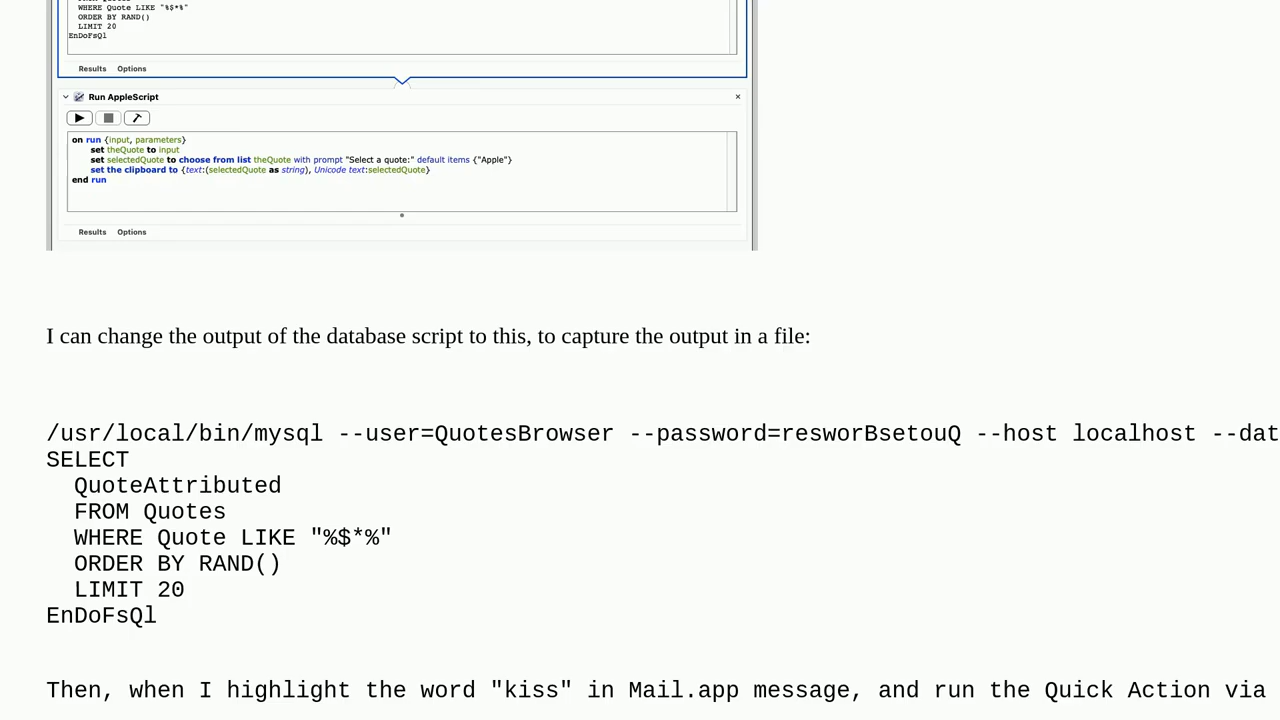 WHERE Quote LIKE "%$*%"
ORDER BY RAND()
LIMIT 20
EnDoFsQl
Results Options
Run AppleScript
on run {input, parameters}
set theQuote to input
set selectedQuote to choose from list theQuote with prompt "Select a quote:" default items {"Apple"}
set the clipboard to {text:(selectedQuote as string), Unicode text:selectedQuote}
end run
Results Options
I can change the output of the database script to this, to capture the output in a file:
/usr/local/bin/mysql --user=QuotesBrowser --password=resworBsetouQ --host localhost --dat
SELECT
QuoteAttributed
FROM Quotes
WHERE Quote LIKE "%$*%"
ORDER BY RAND()
LIMIT 20
EnDoFsQl
Then, when I highlight the word "kiss" in Mail.app message, and run the Quick Action via